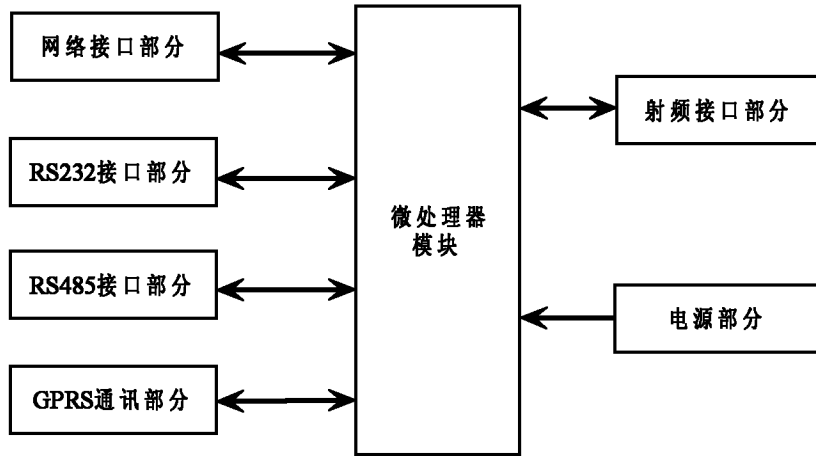 网络接口部分
RS232接口部分
RS485接口部分
GPRS通讯部分
微处理器
模块
射频接口部分
电源部分